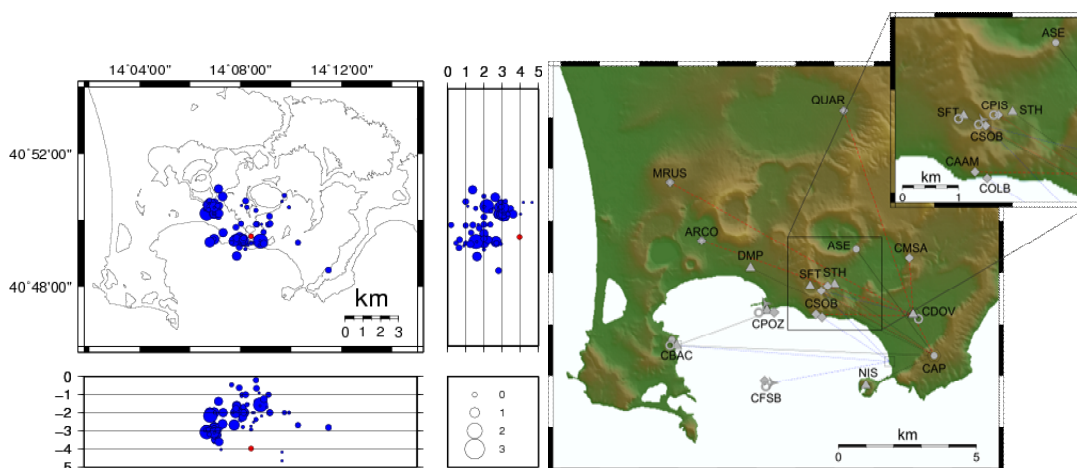 14°04'00" 14°08'00" 14°12'00"
40°52'00"
40°48'00"
km
0 1 2 3
0 1 2 3 4 5
0
−1
−2
−3
−4
5
0
1
2
3
QUAR
MRUS
ARCO
DMP
ASE
CMSA
SFT STH
CSOB
CPOZ
CDOV
CBAC
CAP
NIS
CFSB
km
0 5
ASE
SFT CPIS STH
CSOB
CAAM
COLB
km
0 1